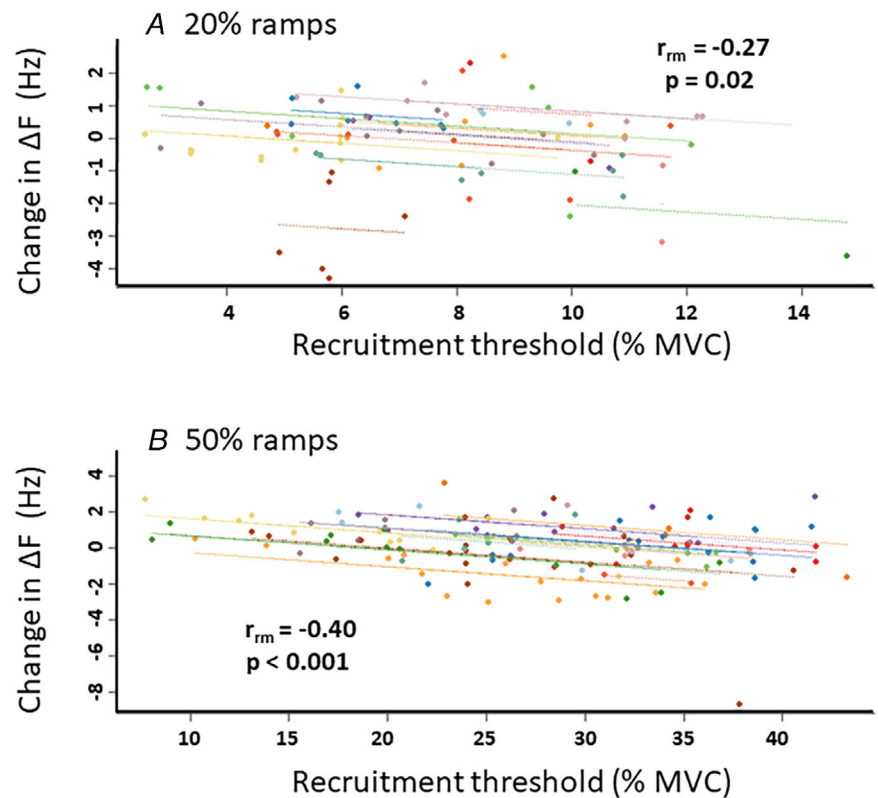 A 20% ramps
r_rm = -0.27
p = 0.02
Change in ΔF (Hz)
2
1
0
-1
-2
-3
-4
4 6 8 10 12 14
Recruitment threshold (% MVC)
B 50% ramps
r_rm = -0.40
p < 0.001
Change in ΔF (Hz)
4
2
0
-2
-4
-6
-8
10 15 20 25 30 35 40
Recruitment threshold (% MVC)